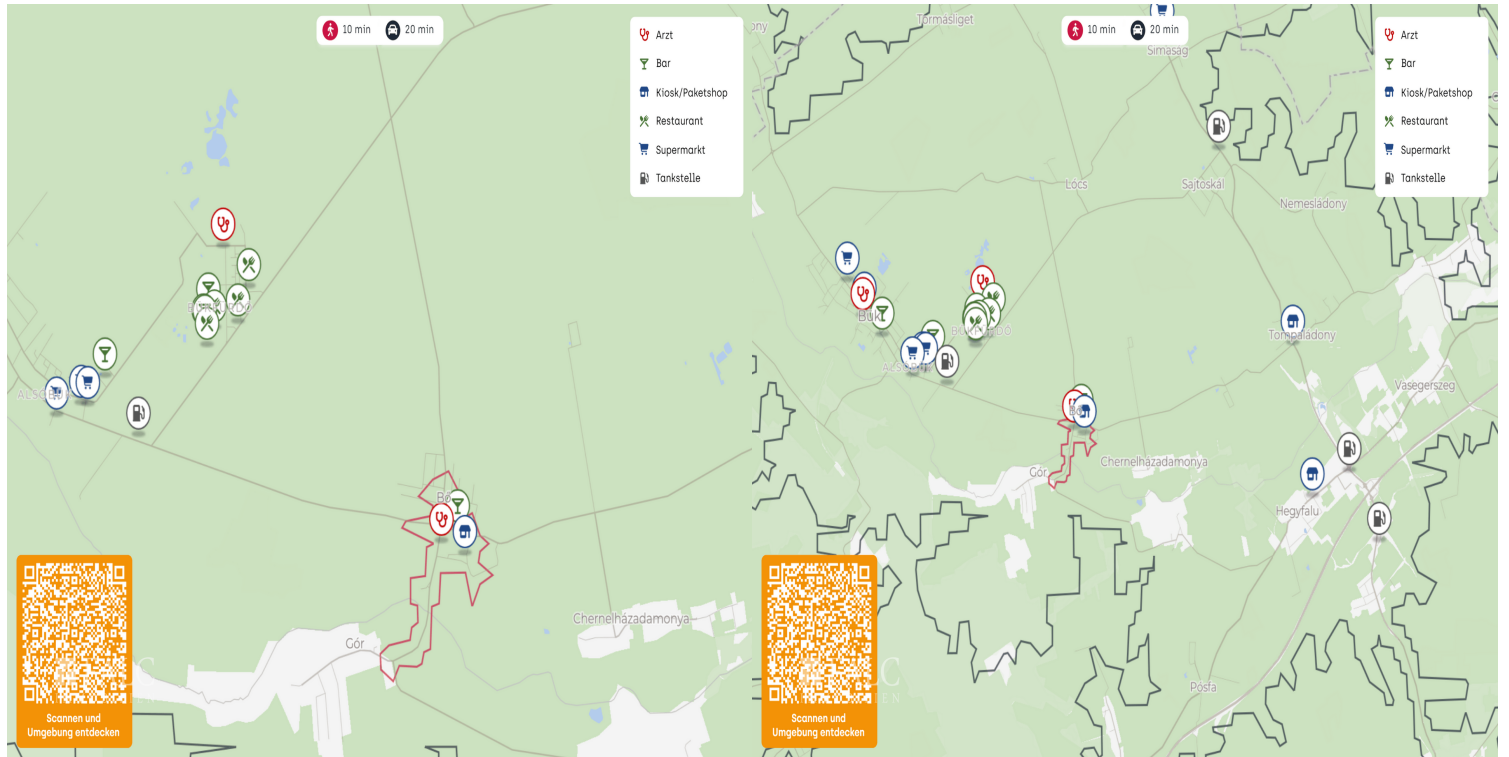 10 min
20 min
Arzt
Bar
Kiosk/Paketshop
Restaurant
Supermarkt
Tankstelle
Bő
Gór
Chernelházadamonya
Scannen und
Umgebung entdecken
10 min
20 min
Arzt
Bar
Kiosk/Paketshop
Restaurant
Supermarkt
Tankstelle
Tormásliget
Simaság
Lócs
Sajtoskál
Nemesládony
Bük
BÜKFÜRDŐ
Tompaládony
Vasegerszeg
Gór
Chernelházadamonya
Hegyfalu
Pósfa
Scannen und
Umgebung entdecken